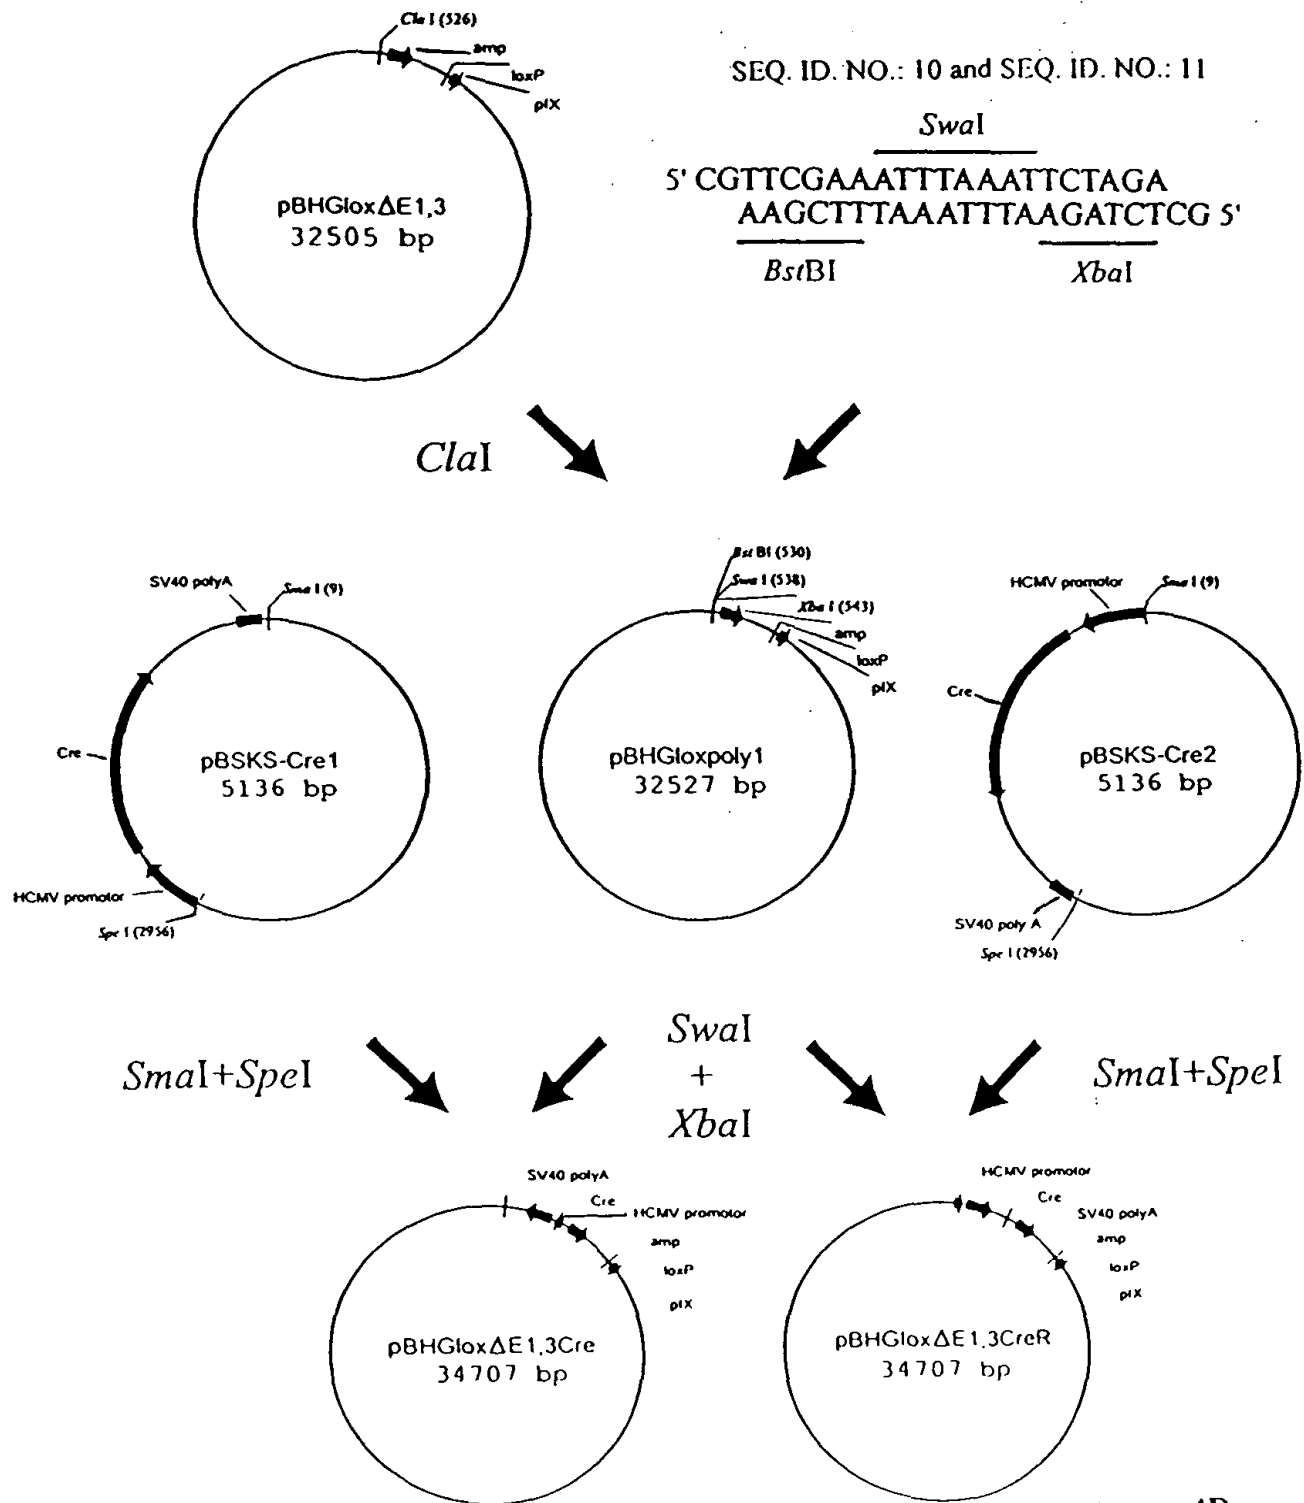 Cla I (526)
amp
loxP
pIX
pBHGloxΔE1,3
32505 bp
SEQ. ID. NO.: 10 and SEQ. ID. NO.: 11
SwaI
5' CGTTCGAAATTTAAATTCTAGA
AAGCTTTAAATTTAAGATCTCG 5'
BstBI
XbaI
ClaI
SV40 polyA
Sma I (9)
Cre
pBSKS-Cre1
5136 bp
HCMV promotor
Spe I (2956)
Bst BI (530)
Swa I (538)
Xba I (543)
amp
loxP
pIX
pBHGloxpoly1
32527 bp
HCMV promotor
Sma I (9)
Cre
pBSKS-Cre2
5136 bp
SV40 poly A
Spe I (2956)
SmaI+SpeI
SwaI
+
XbaI
SmaI+SpeI
SV40 polyA
Cre
HCMV promotor
amp
loxP
pIX
pBHGloxΔE1,3Cre
34707 bp
HCMV promotor
Cre
SV40 polyA
amp
loxP
pIX
pBHGloxΔE1,3CreR
34707 bp